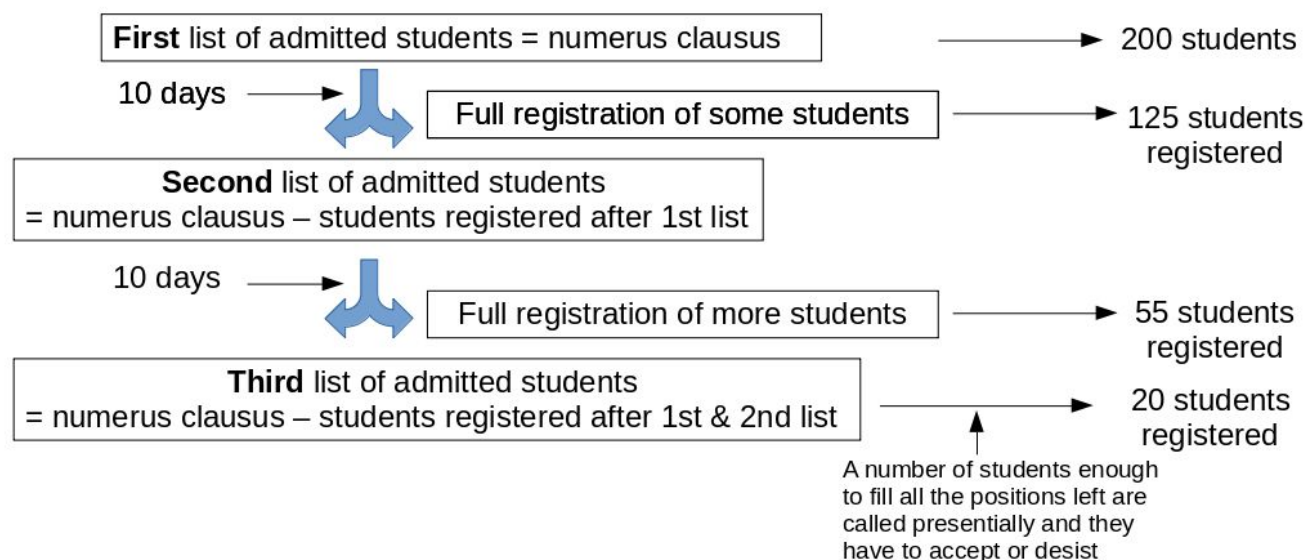 First list of admitted students = numerus clausus
200 students
10 days
Full registration of some students
125 students
registered
Second list of admitted students
= numerus clausus – students registered after 1st list
10 days
Full registration of more students
55 students
registered
Third list of admitted students
= numerus clausus – students registered after 1st & 2nd list
20 students
registered
A number of students enough
to fill all the positions left are
called presentially and they
have to accept or desist